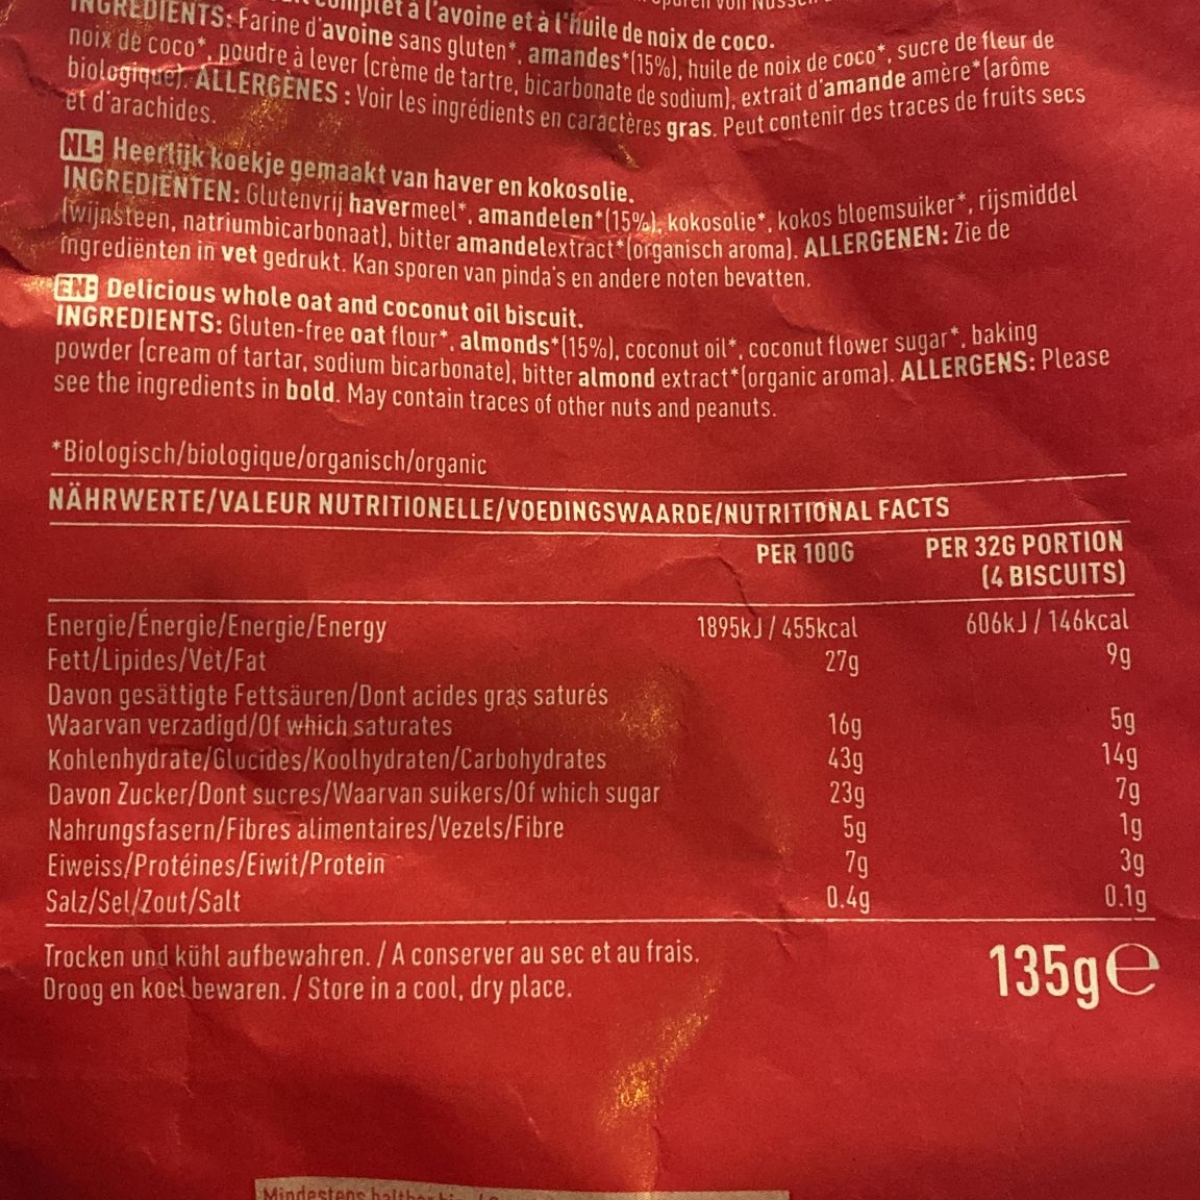 complet à l'avoine et à l'huile de noix de coco.
INGRÉDIENTS: Farine d'avoine sans gluten*, amandes*(15%), huile de noix de coco*, sucre de fleur de
noix de coco*, poudre à lever (crème de tartre, bicarbonate de sodium), extrait d'amande amère*(arôme
biologique). ALLERGÈNES : Voir les ingrédients en caractères gras. Peut contenir des traces de fruits secs
et d'arachides.
NL: Heerlijk koekje gemaakt van haver en kokosolie.
INGREDIËNTEN: Glutenvrij havermeel*, amandelen*(15%), kokosolie*, kokos bloemsuiker*, rijsmiddel
(wijnsteen, natriumbicarbonaat), bitter amandelextract*(organisch aroma). ALLERGENEN: Zie de
ingrediënten in vet gedrukt. Kan sporen van pinda's en andere noten bevatten.
EN: Delicious whole oat and coconut oil biscuit.
INGREDIENTS: Gluten-free oat flour*, almonds*(15%), coconut oil*, coconut flower sugar*, baking
powder (cream of tartar, sodium bicarbonate), bitter almond extract*(organic aroma). ALLERGENS: Please
see the ingredients in bold. May contain traces of other nuts and peanuts.
*Biologisch/biologique/organisch/organic
NÄHRWERTE/VALEUR NUTRITIONELLE/VOEDINGSWAARDE/NUTRITIONAL FACTS
PER 100G PER 32G PORTION
(4 BISCUITS)
Energie/Énergie/Energie/Energy 1895kJ / 455kcal 606kJ / 146kcal
Fett/Lipides/Vet/Fat 27g 9g
Davon gesättigte Fettsäuren/Dont acides gras saturés
Waarvan verzadigd/Of which saturates 16g 5g
Kohlenhydrate/Glucides/Koolhydraten/Carbohydrates 43g 14g
Davon Zucker/Dont sucres/Waarvan suikers/Of which sugar 23g 7g
Nahrungsfasern/Fibres alimentaires/Vezels/Fibre 5g 1g
Eiweiss/Protéines/Eiwit/Protein 7g 3g
Salz/Sel/Zout/Salt 0.4g 0.1g
Trocken und kühl aufbewahren. / A conserver au sec et au frais.
Droog en koel bewaren. / Store in a cool, dry place.
135g℮
Mindestens